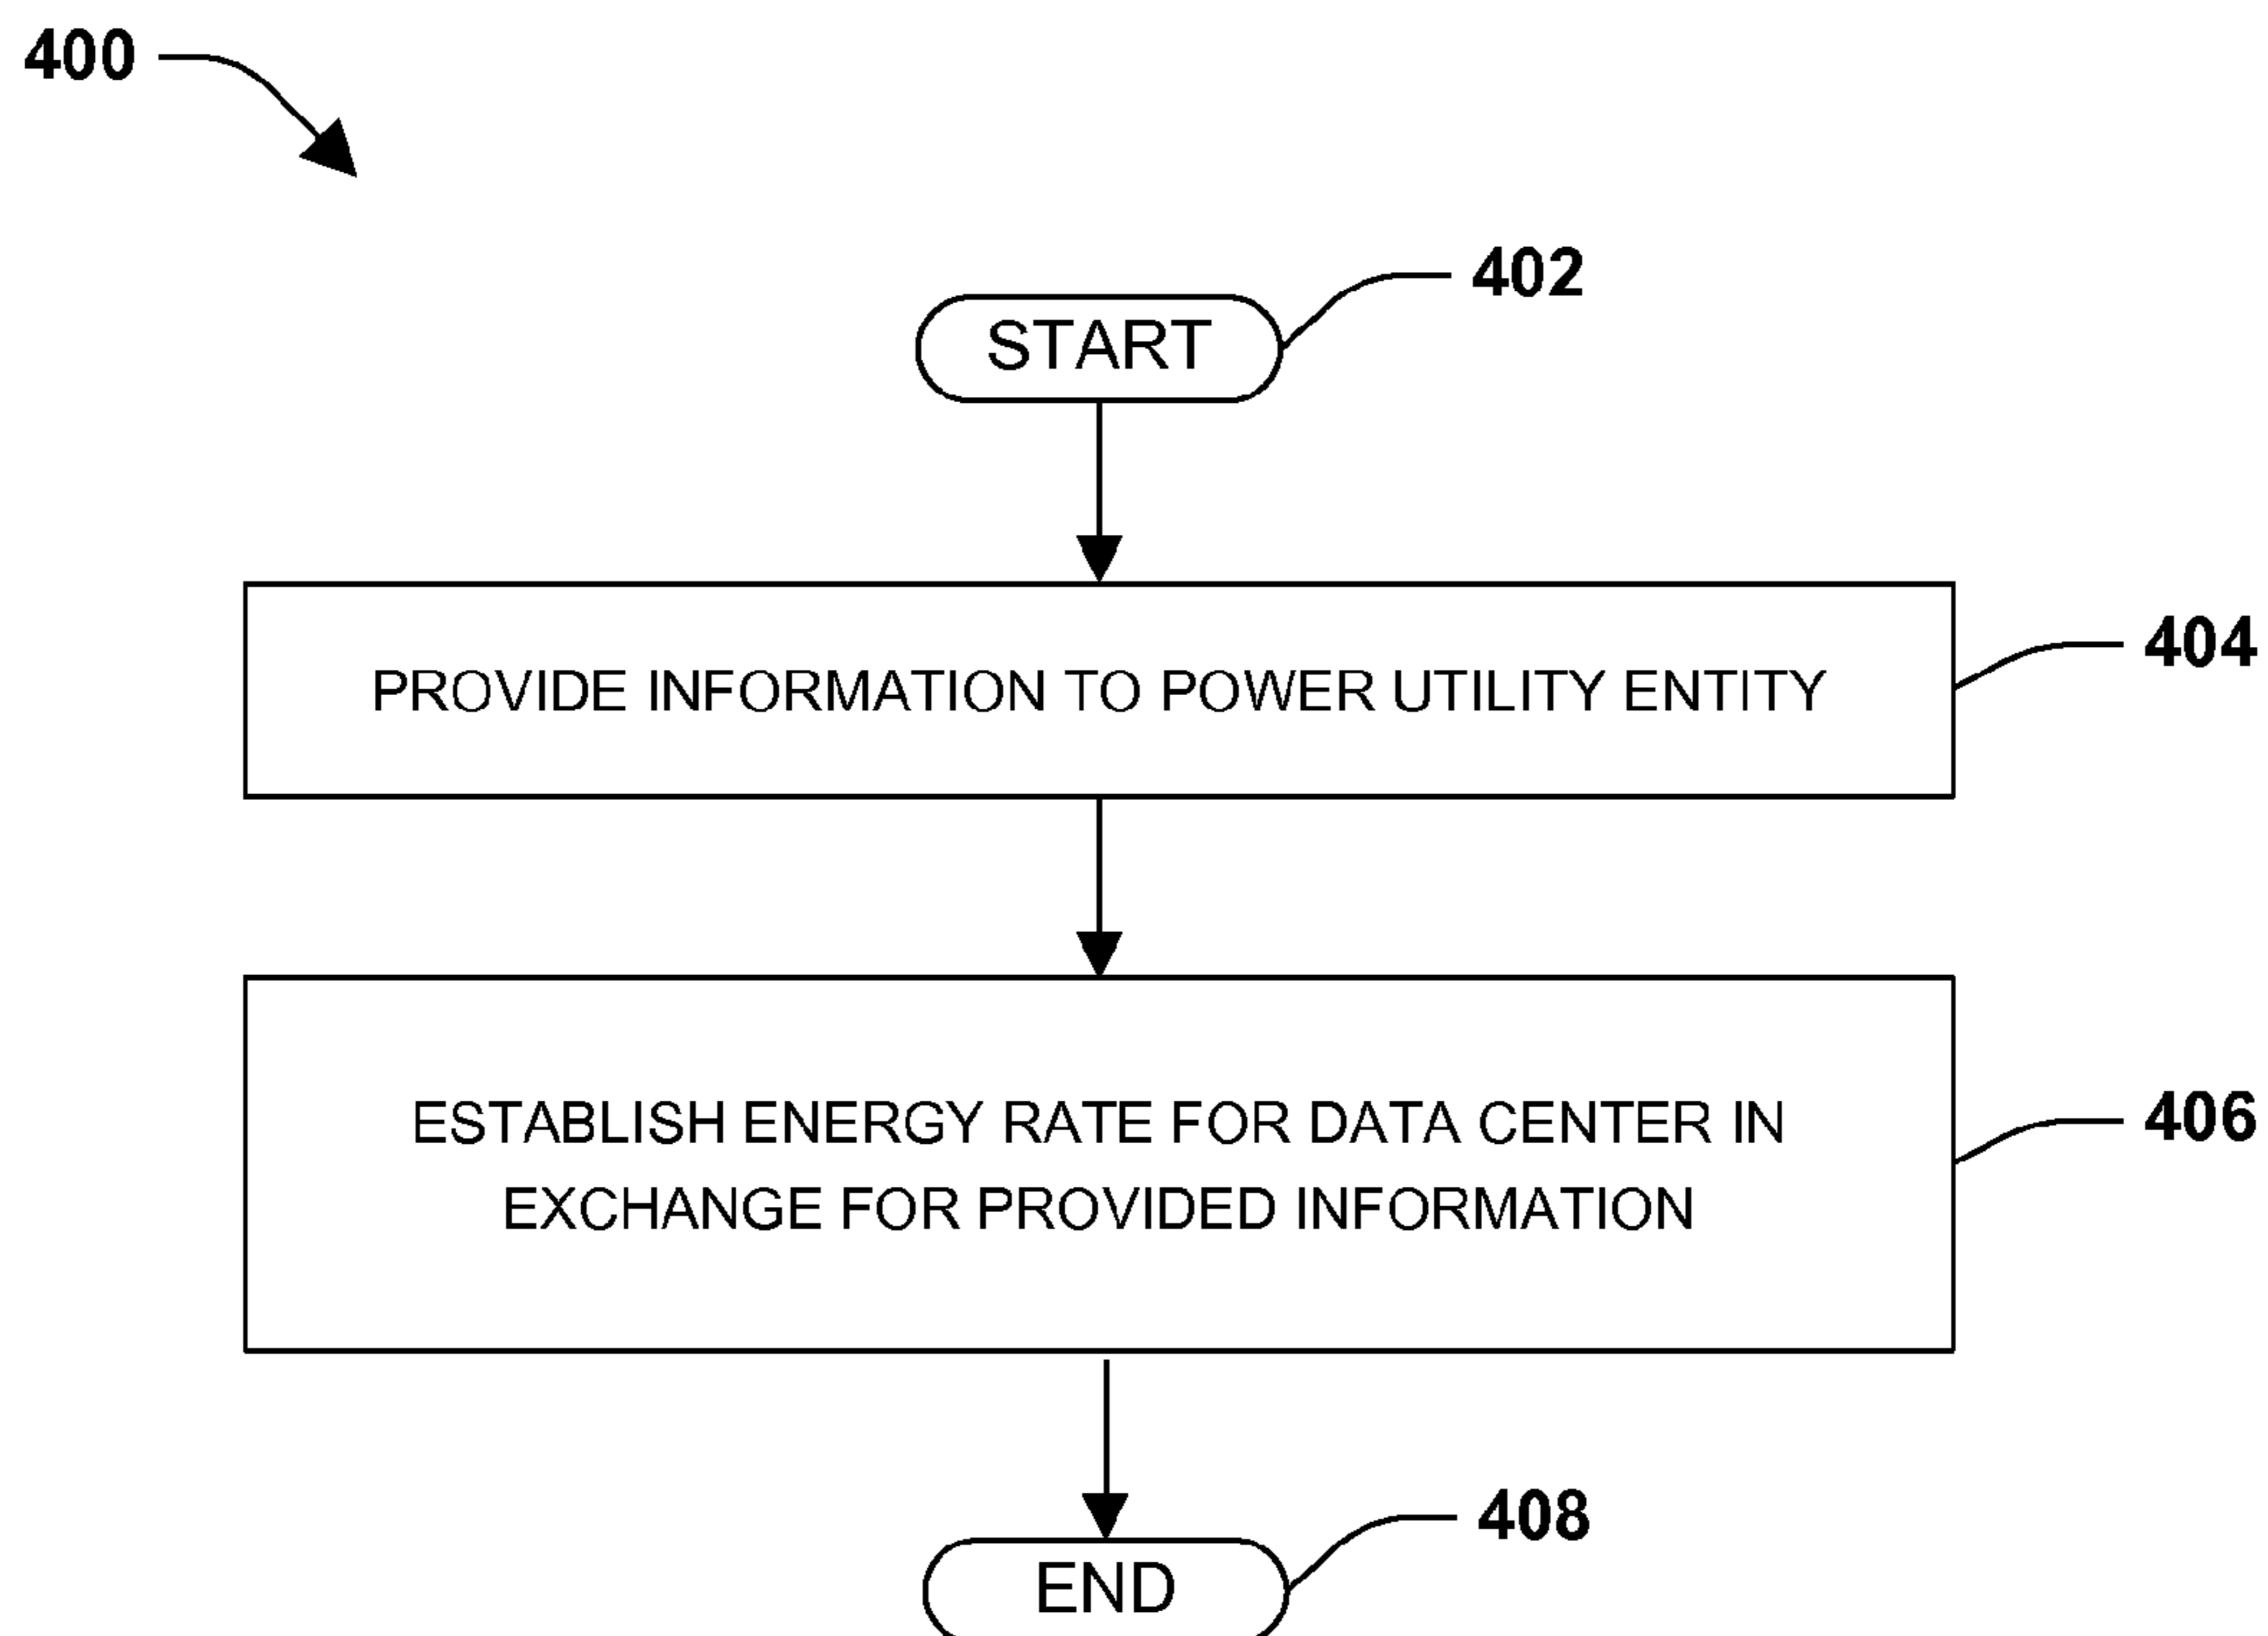 400
402
START
PROVIDE INFORMATION TO POWER UTILITY ENTITY
404
ESTABLISH ENERGY RATE FOR DATA CENTER IN
EXCHANGE FOR PROVIDED INFORMATION
406
408
END